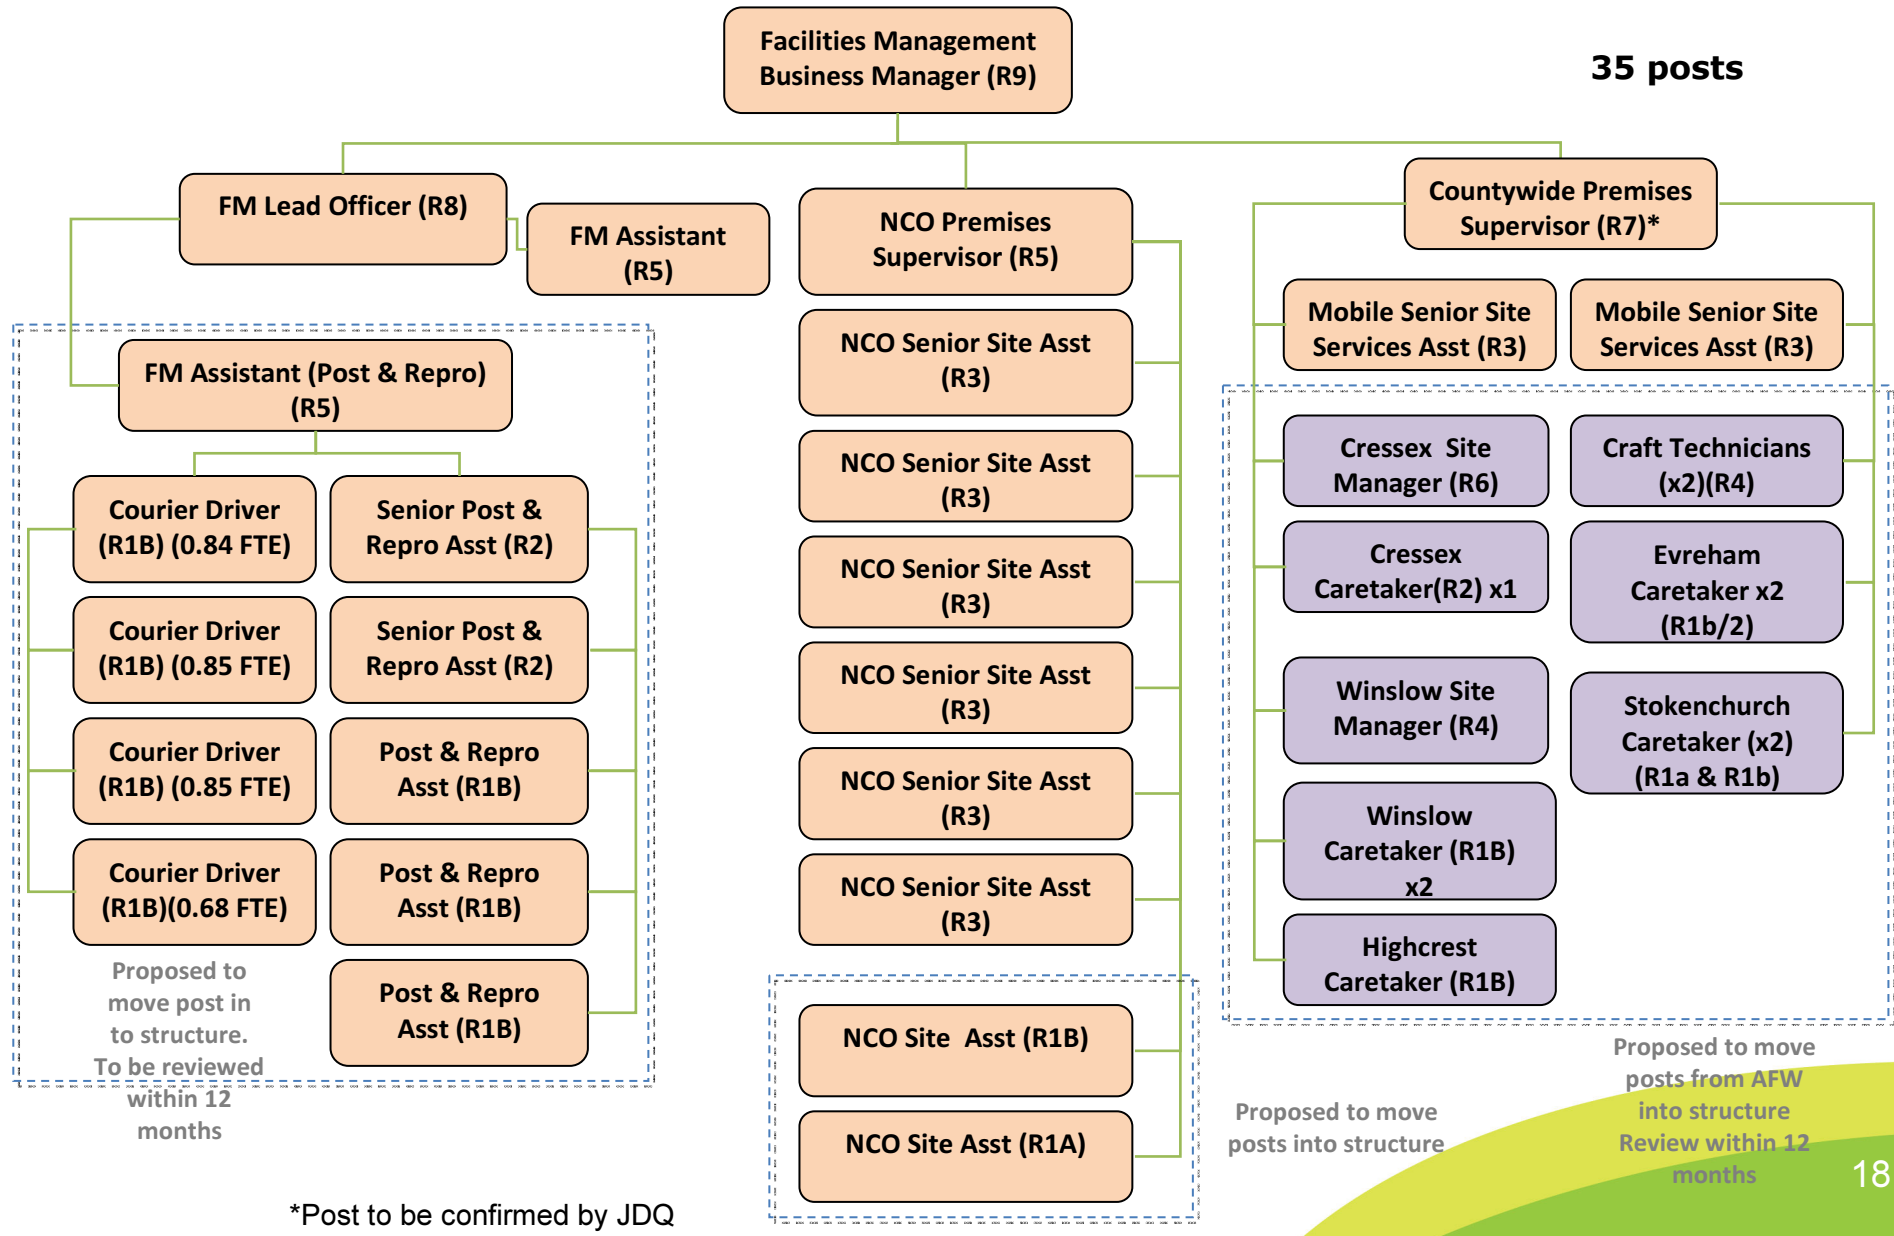 Facilities Management
Business Manager (R9)
35 posts
FM Lead Officer (R8)
FM Assistant
(R5)
FM Assistant (Post & Repro)
(R5)
Courier Driver
(R1B) (0.84 FTE)
Courier Driver
(R1B) (0.85 FTE)
Courier Driver
(R1B) (0.85 FTE)
Courier Driver
(R1B)(0.68 FTE)
Proposed to
move post in
to structure.
To be reviewed
within 12
months
Senior Post &
Repro Asst (R2)
Senior Post &
Repro Asst (R2)
Post & Repro
Asst (R1B)
Post & Repro
Asst (R1B)
Post & Repro
Asst (R1B)
NCO Premises
Supervisor (R5)
NCO Senior Site Asst
(R3)
NCO Senior Site Asst
(R3)
NCO Senior Site Asst
(R3)
NCO Senior Site Asst
(R3)
NCO Senior Site Asst
(R3)
NCO Senior Site Asst
(R3)
NCO Site  Asst (R1B)
NCO Site Asst (R1A)
Countywide Premises
Supervisor (R7)*
Mobile Senior Site
Services Asst (R3)
Mobile Senior Site
Services Asst (R3)
Cressex  Site
Manager (R6)
Cressex
Caretaker(R2) x1
Winslow Site
Manager (R4)
Winslow
Caretaker (R1B)
x2
Highcrest
Caretaker (R1B)
Craft Technicians
(x2)(R4)
Evreham
Caretaker x2
(R1b/2)
Stokenchurch
Caretaker (x2)
(R1a & R1b)
Proposed to move
posts into structure
Proposed to move
posts from AFW
into structure
Review within 12
months
18
*Post to be confirmed by JDQ